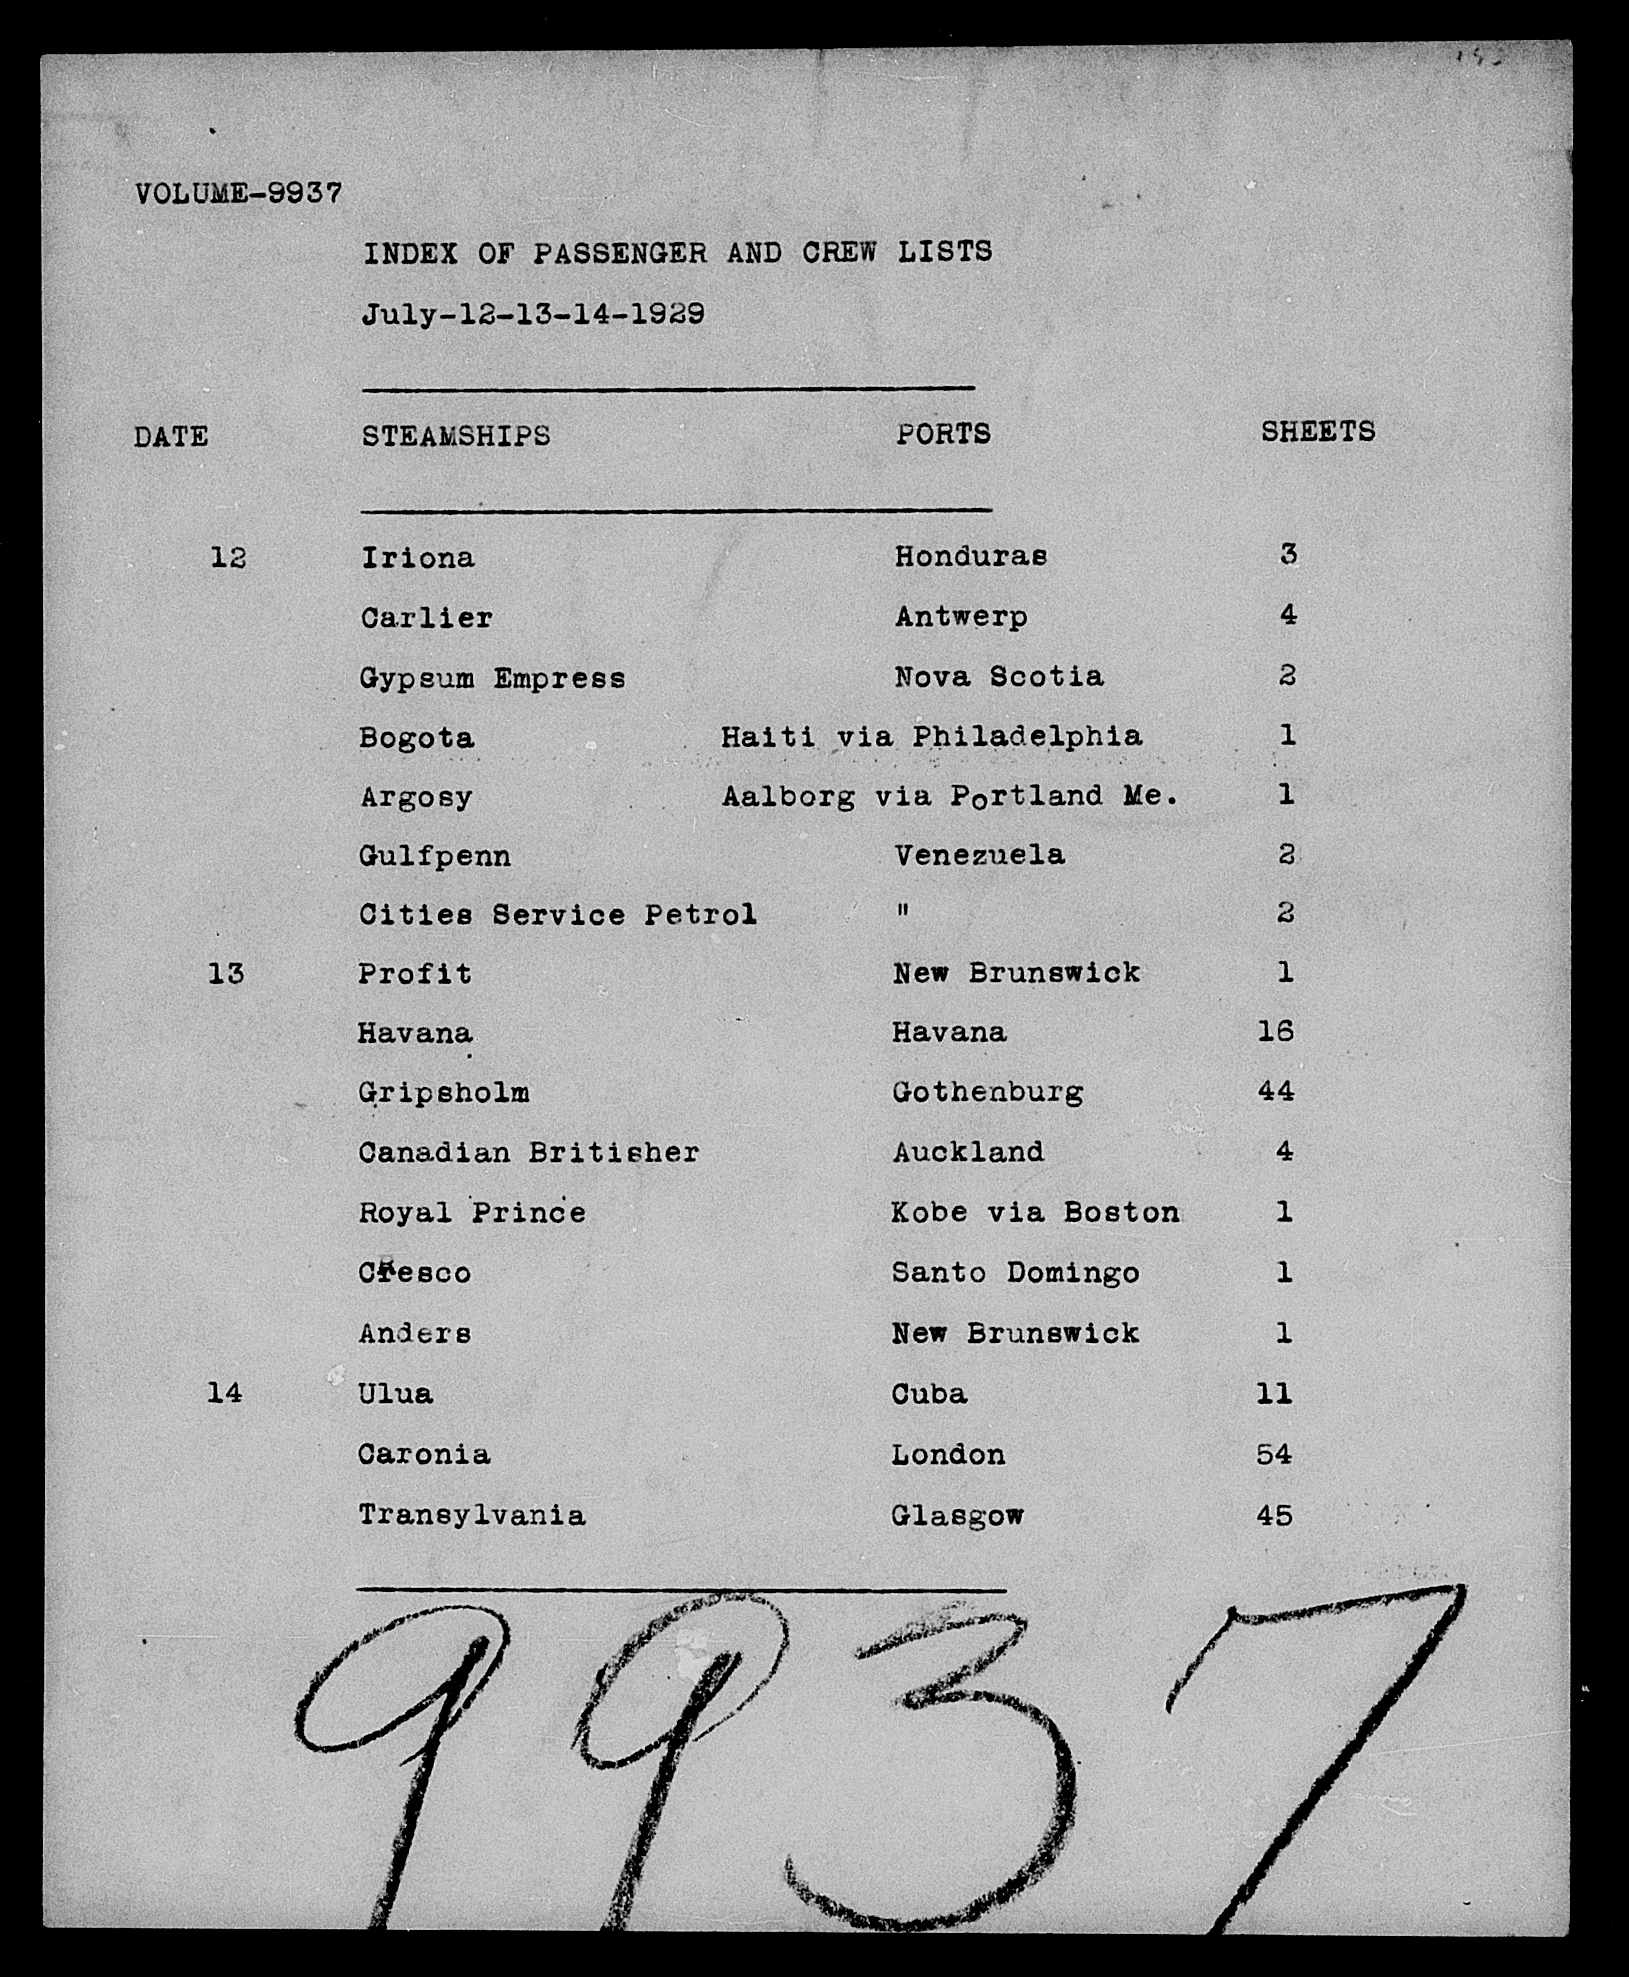 VOLUME-9937
INDEX OF PASSENGER AND CREW LISTS
July-12-13-14-1929
DATE STEAMSHIPS PORTS SHEETS
12 Iriona Honduras 3
Carlier Antwerp 4
Gypsum Empress Nova Scotia 2
Bogota Haiti via Philadelphia 1
Argosy Aalborg via Portland Me. 1
Gulfpenn Venezuela 2
Cities Service Petrol " 2
13 Profit New Brunswick 1
Havana Havana 16
Gripsholm Gothenburg 44
Canadian Britisher Auckland 4
Royal Prince Kobe via Boston 1
Cresco Santo Domingo 1
Anders New Brunswick 1
14 Ulua Cuba 11
Caronia London 54
Transylvania Glasgow 45
9937